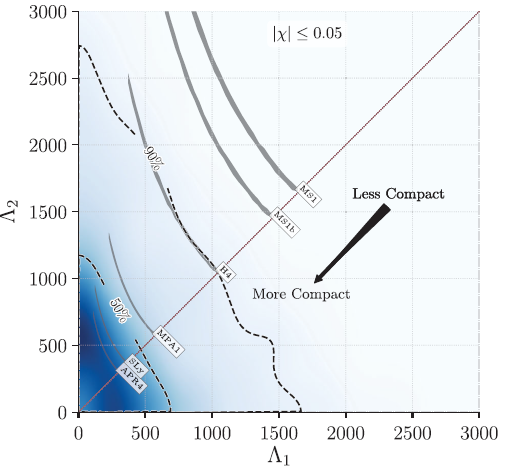 3000
|χ| ≤ 0.05
2500
2000
90%
Less Compact
MS1
1500
Λ₂
MS1b
H4
1000
More Compact
50%
MPA1
500
SLy
APR4
0
0
500
1000
1500
2000
2500
3000
Λ₁